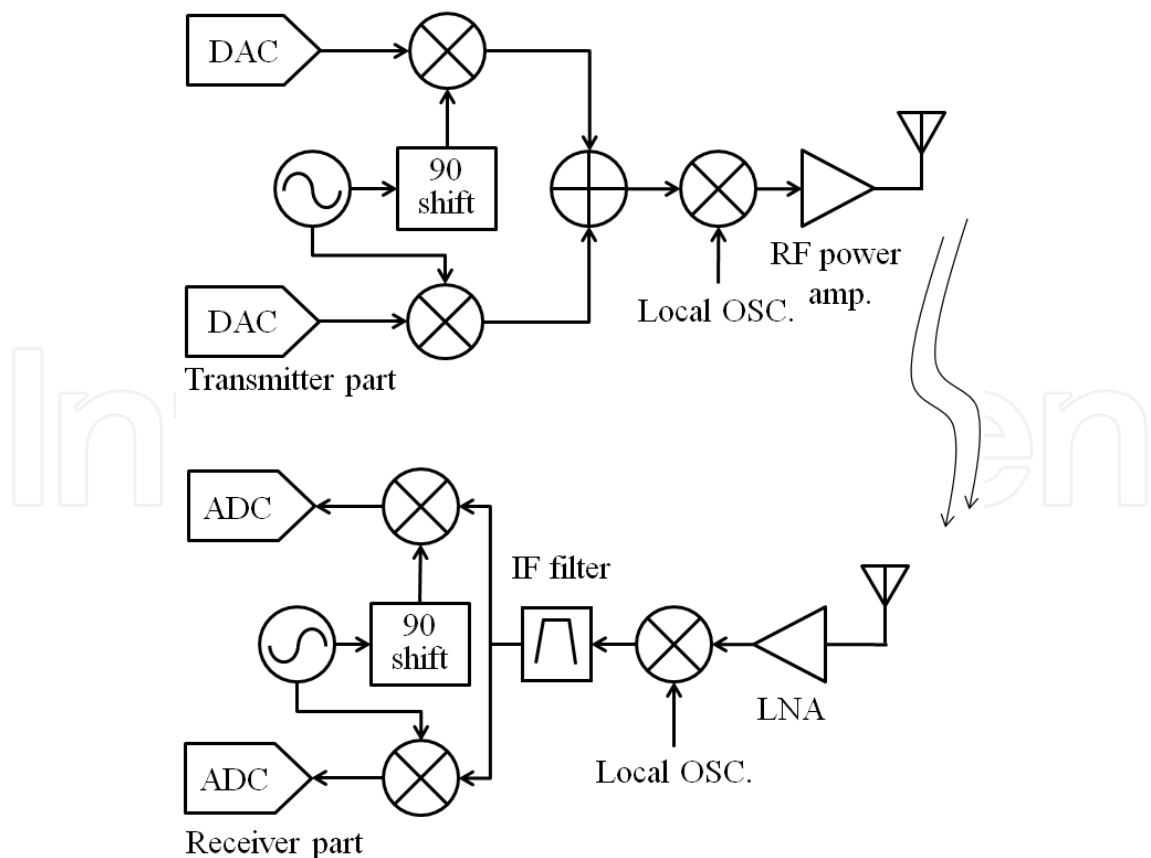 DAC
90
shift
RF power
amp.
Local OSC.
DAC
Transmitter part
ADC
IF filter
90
shift
LNA
Local OSC.
ADC
Receiver part